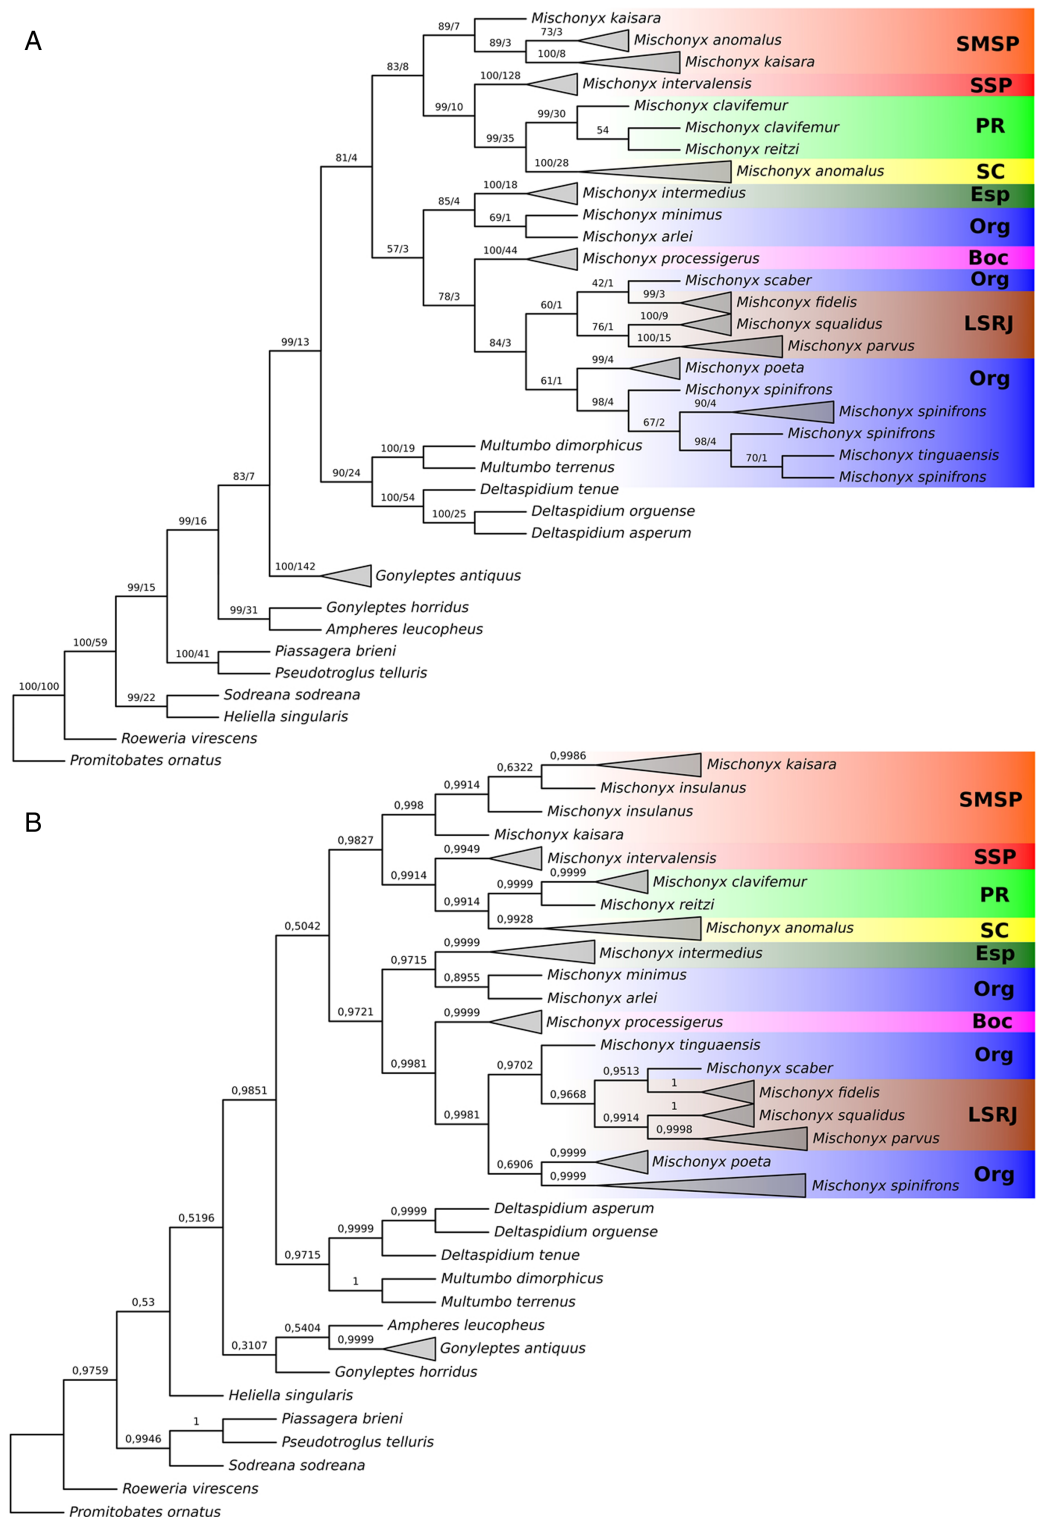 A
89/7
Mischonyx kaisara
73/3
Mischonyx anomalus
89/3
SMSP
100/8
Mischonyx kaisara
83/8
100/128
Mischonyx intervalensis
SSP
99/10
99/30
Mischonyx clavifemur
99/35
54
Mischonyx clavifemur
PR
Mischonyx reitzi
81/4
100/28
Mischonyx anomalus
SC
100/18
Mischonyx intermedius
Esp
85/4
69/1
Mischonyx minimus
Org
Mischonyx arlei
57/3
100/44
Mischonyx processigerus
Boc
42/1
Mischonyx scaber
Org
78/3
60/1
99/3
Mishconyx fidelis
76/1
100/9
Mischonyx squalidus
LSRJ
84/3
100/15
Mischonyx parvus
99/13
99/4
Mischonyx poeta
61/1
Org
98/4
Mischonyx spinifrons
90/4
Mischonyx spinifrons
67/2
98/4
Mischonyx spinifrons
70/1
Mischonyx tinguaensis
Mischonyx spinifrons
100/19
Multumbo dimorphicus
90/24
Multumbo terrenus
83/7
100/54
Deltaspidium tenue
100/25
Deltaspidium orguense
Deltaspidium asperum
99/16
100/142
Gonyleptes antiquus
99/15
99/31
Gonyleptes horridus
Ampheres leucopheus
100/59
100/41
Piassagera brieni
Pseudotroglus telluris
100/100
99/22
Sodreana sodreana
Heliella singularis
Roeweria virescens
Promitobates ornatus
B
0,9986
Mischonyx kaisara
0,6322
Mischonyx insulanus
0,9914
SMSP
0,998
Mischonyx insulanus
Mischonyx kaisara
0,9827
0,9949
Mischonyx intervalensis
SSP
0,9914
0,9999
0,9999
Mischonyx clavifemur
PR
0,9914
Mischonyx reitzi
0,9928
Mischonyx anomalus
SC
0,5042
0,9999
Mischonyx intermedius
Esp
0,9715
0,8955
Mischonyx minimus
Org
Mischonyx arlei
0,9721
0,9999
Mischonyx processigerus
Boc
0,9981
0,9702
Mischonyx tinguaensis
Org
0,9513
Mischonyx scaber
0,9668
1
Mischonyx fidelis
0,9914
1
Mischonyx squalidus
LSRJ
0,9981
0,9998
Mischonyx parvus
0,9851
0,6906
0,9999
Mischonyx poeta
Org
0,9999
Mischonyx spinifrons
0,9999
Deltaspidium asperum
0,9999
Deltaspidium orguense
0,5196
0,9715
Deltaspidium tenue
1
Multumbo dimorphicus
Multumbo terrenus
0,53
0,5404
Ampheres leucopheus
0,3107
0,9999
Gonyleptes antiquus
Gonyleptes horridus
0,9759
Heliella singularis
1
Piassagera brieni
0,9946
Pseudotroglus telluris
Sodreana sodreana
Roeweria virescens
Promitobates ornatus